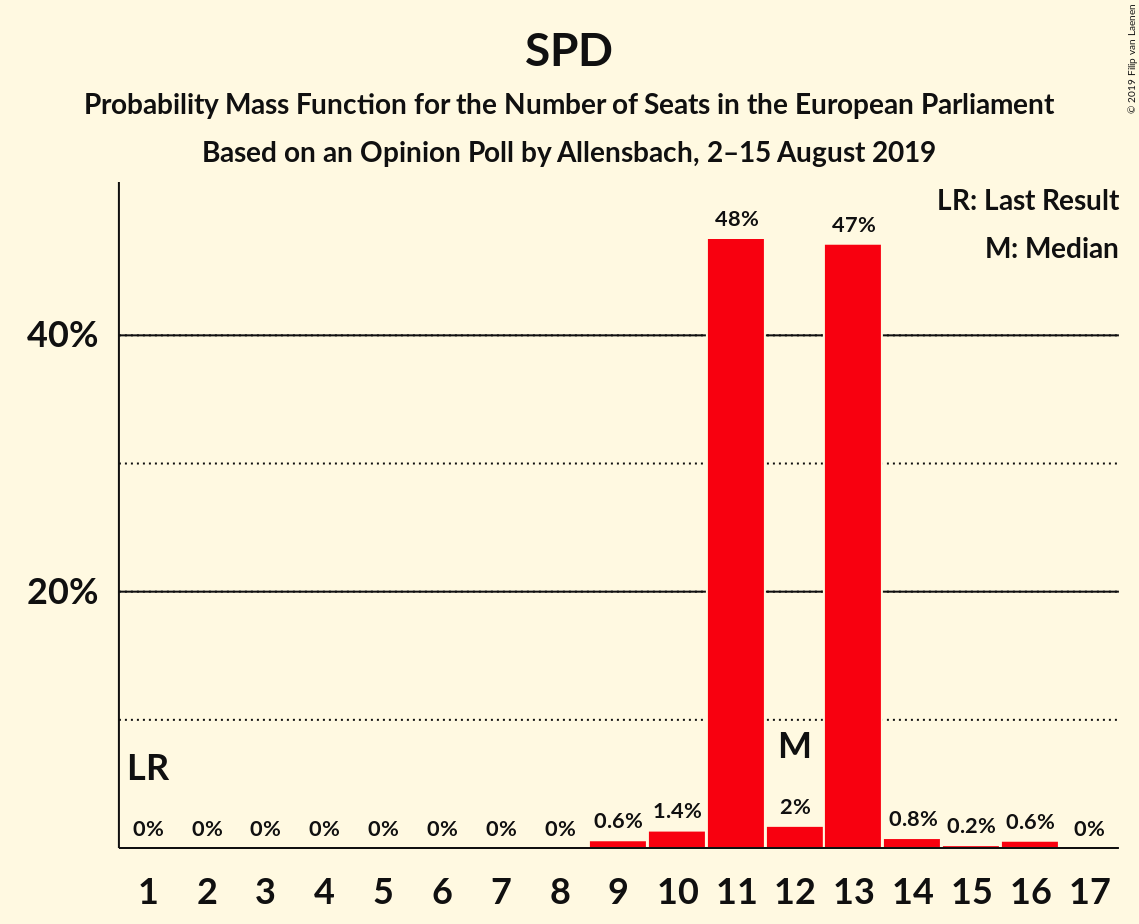 SPD
Probability Mass Function for the Number of Seats in the European Parliament
Based on an Opinion Poll by Allensbach, 2–15 August 2019
© 2019 Filip van Laenen
LR: Last Result
M: Median
48%
47%
40%
20%
LR
M
0% 0% 0% 0% 0% 0% 0% 0% 0.6% 1.4% 2% 0.8% 0.2% 0.6% 0%
1 2 3 4 5 6 7 8 9 10 11 12 13 14 15 16 17